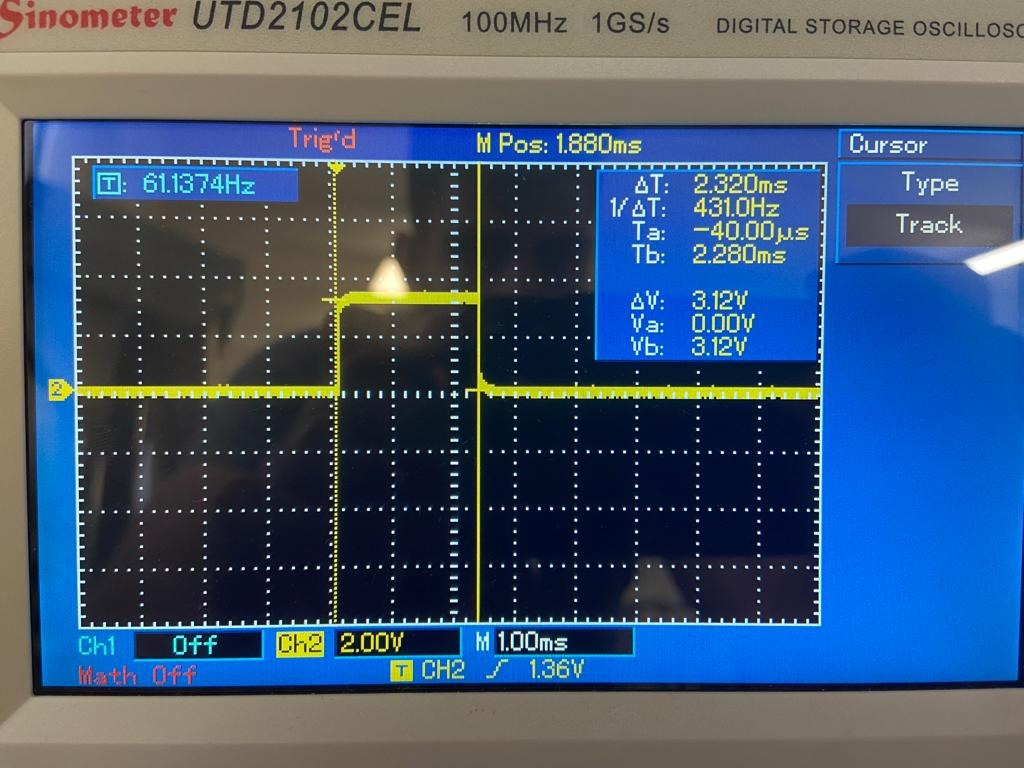 Sinometer UTD2102CEL 100MHz 1GS/s DIGITAL STORAGE
Trig'd M Pos: 1.880ms Cursor
T: 61.1374Hz
ΔT: 2.320ms
1/ΔT: 431.0Hz
Ta: -40.00µs
Tb: 2.280ms
ΔV: 3.12V
Va: 0.00V
Vb: 3.12V
Type
Track
2
Ch1 Off Ch2 2.00V M 1.00ms
Math Off T CH2 1.36V